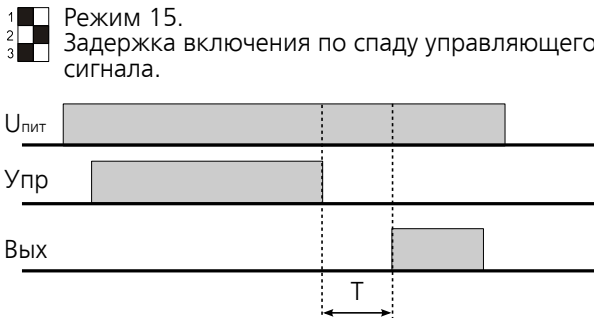 1
2
3
Режим 15.
Задержка включения по спаду управляющего
сигнала.
Uпит
Упр
Вых
T